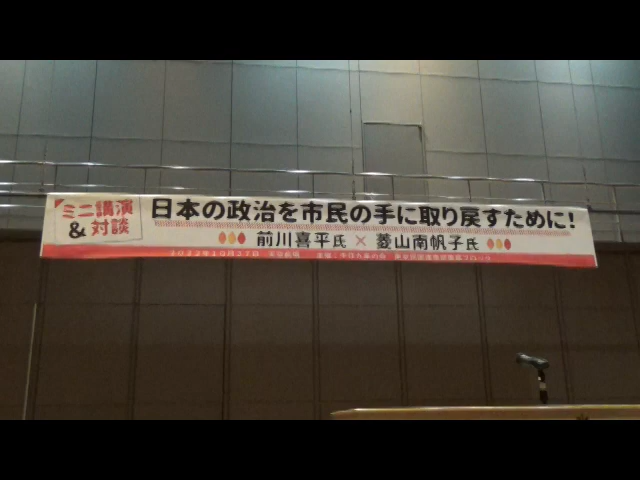 ミニ講演
&対談
日本の政治を市民の手に取り戻すために!
前川喜平氏×菱山南帆子氏